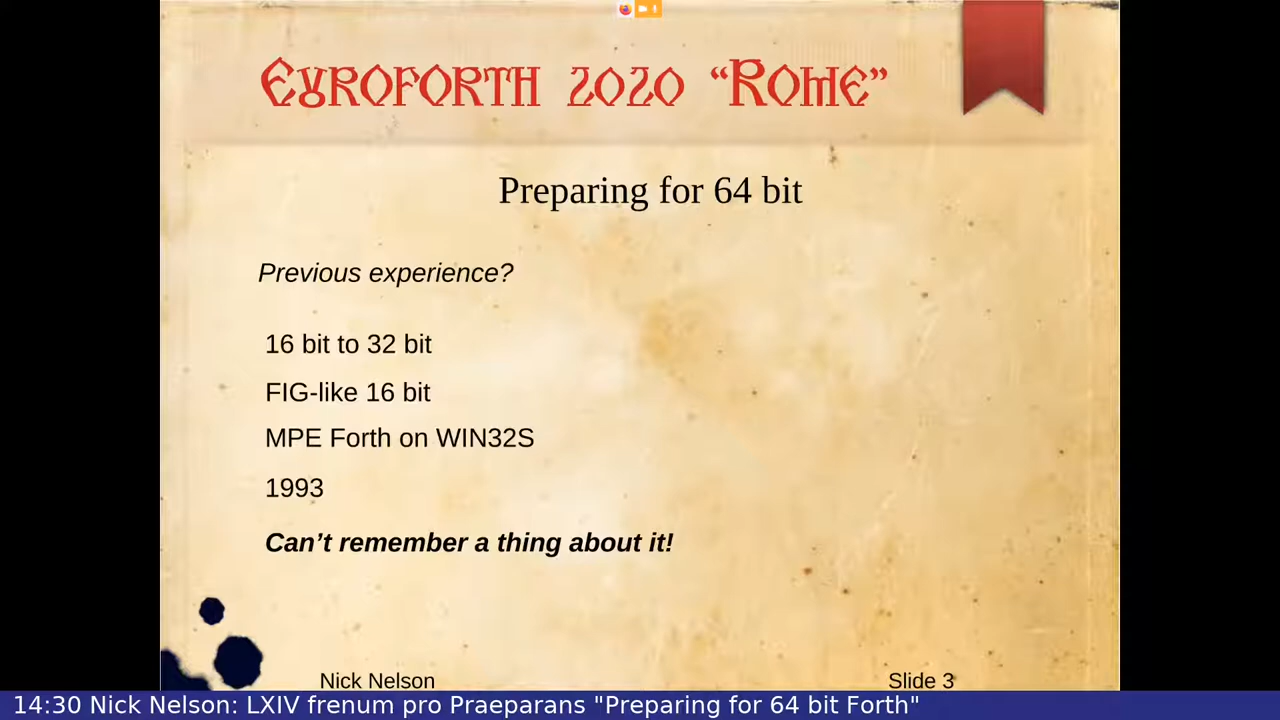 EUROFORTH 2020 “ROME”
Preparing for 64 bit
Previous experience?
16 bit to 32 bit
FIG-like 16 bit
MPE Forth on WIN32S
1993
Can’t remember a thing about it!
Nick Nelson
Slide 3
14:30 Nick Nelson: LXIV frenum pro Praeparans "Preparing for 64 bit Forth"